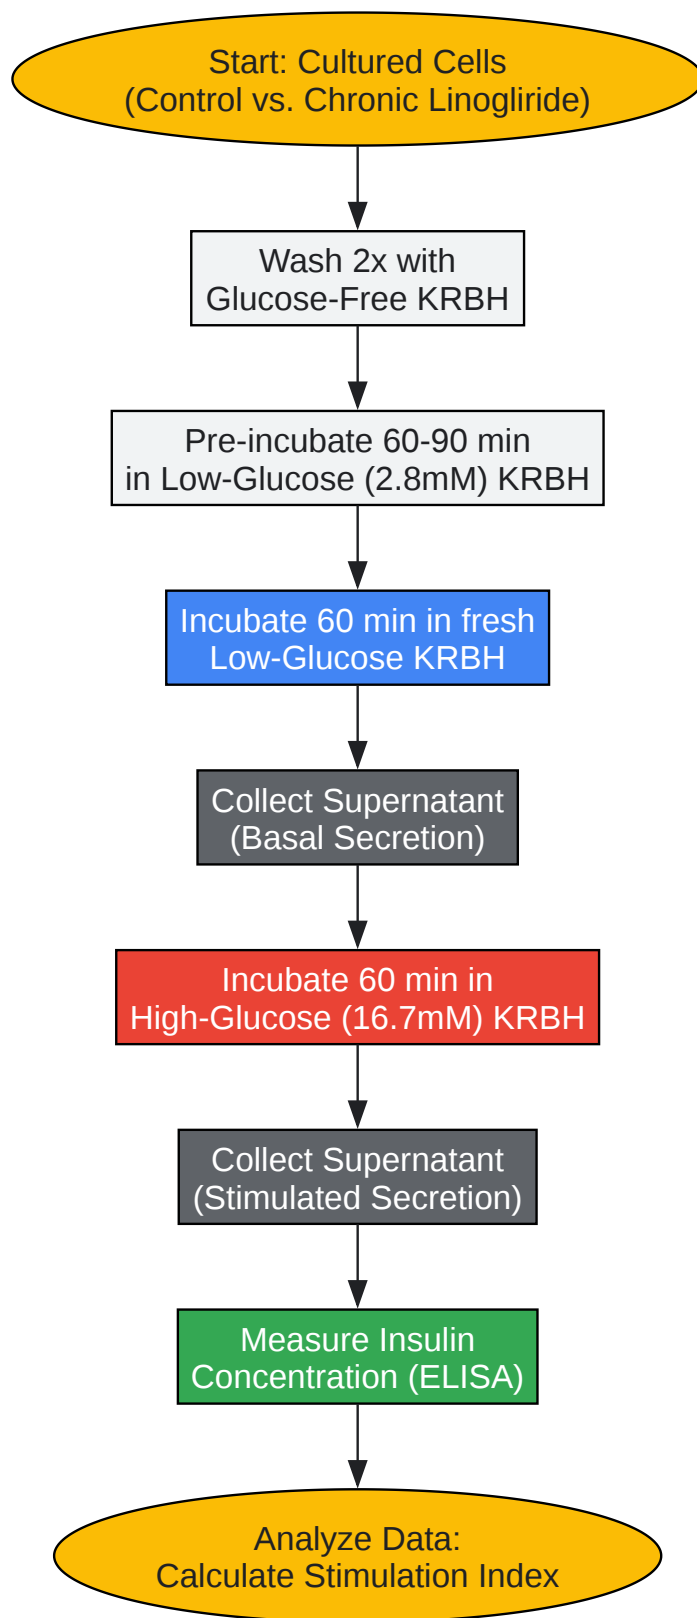 Start: Cultured Cells
(Control vs. Chronic Linogliride)
Wash 2x with
Glucose-Free KRBH
Pre-incubate 60-90 min
in Low-Glucose (2.8mM) KRBH
Incubate 60 min in fresh
Low-Glucose KRBH
Collect Supernatant
(Basal Secretion)
Incubate 60 min in
High-Glucose (16.7mM) KRBH
Collect Supernatant
(Stimulated Secretion)
Measure Insulin
Concentration (ELISA)
Analyze Data:
Calculate Stimulation Index